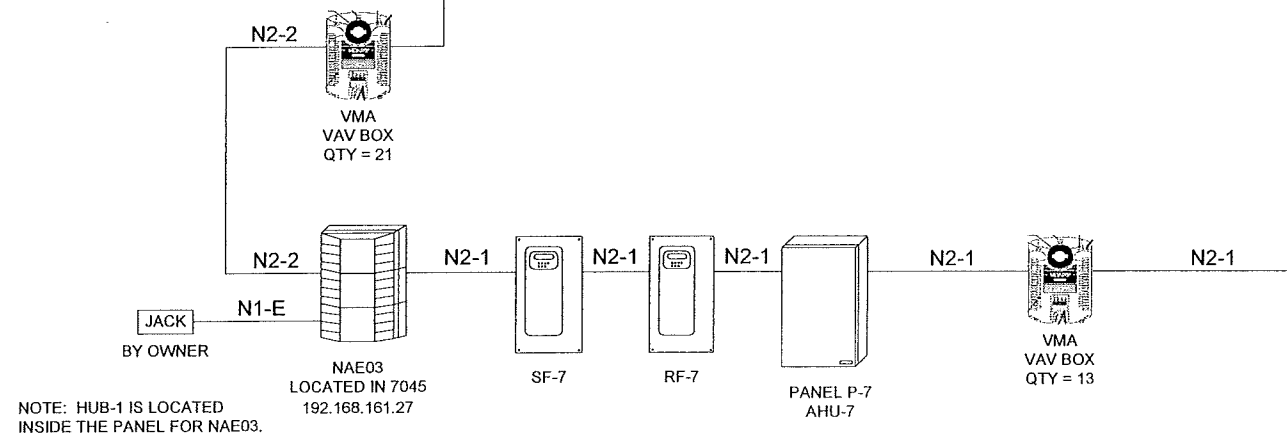 N2-2
VMA
VAV BOX
QTY = 21
N2-2
N2-1
N2-1
N2-1
N2-1
N2-1
JACK
N1-E
BY OWNER
NAE03
LOCATED IN 7045
192.168.161.27
SF-7
RF-7
PANEL P-7
AHU-7
VMA
VAV BOX
QTY = 13
NOTE: HUB-1 IS LOCATED
INSIDE THE PANEL FOR NAE03.